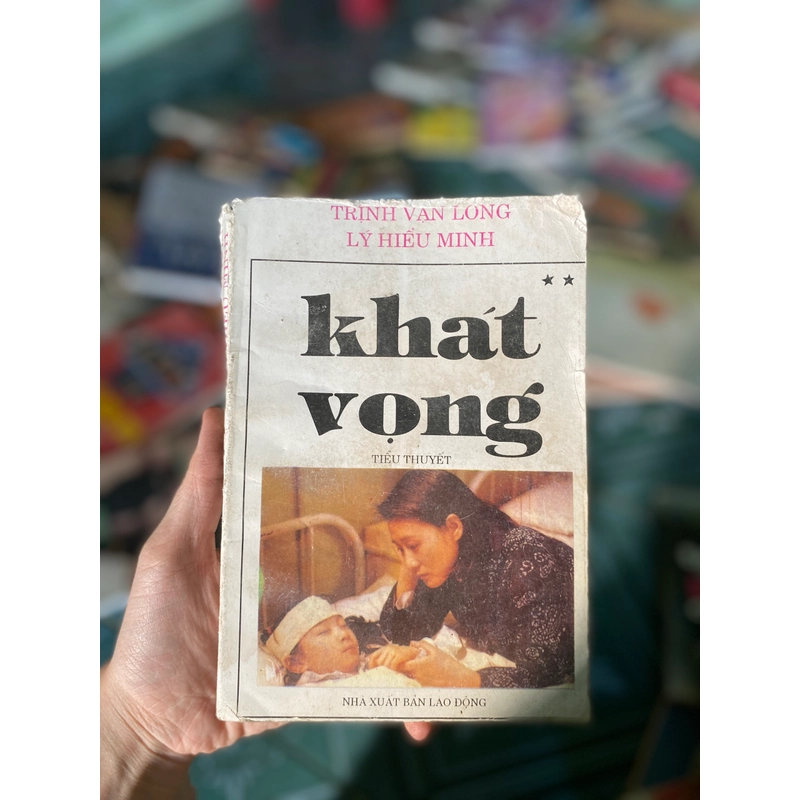 TRỊNH VẠN LONG
LÝ HIỂU MINH
**
khát
vọng
TIỂU THUYẾT
NHÀ XUẤT BẢN LAO ĐỘNG